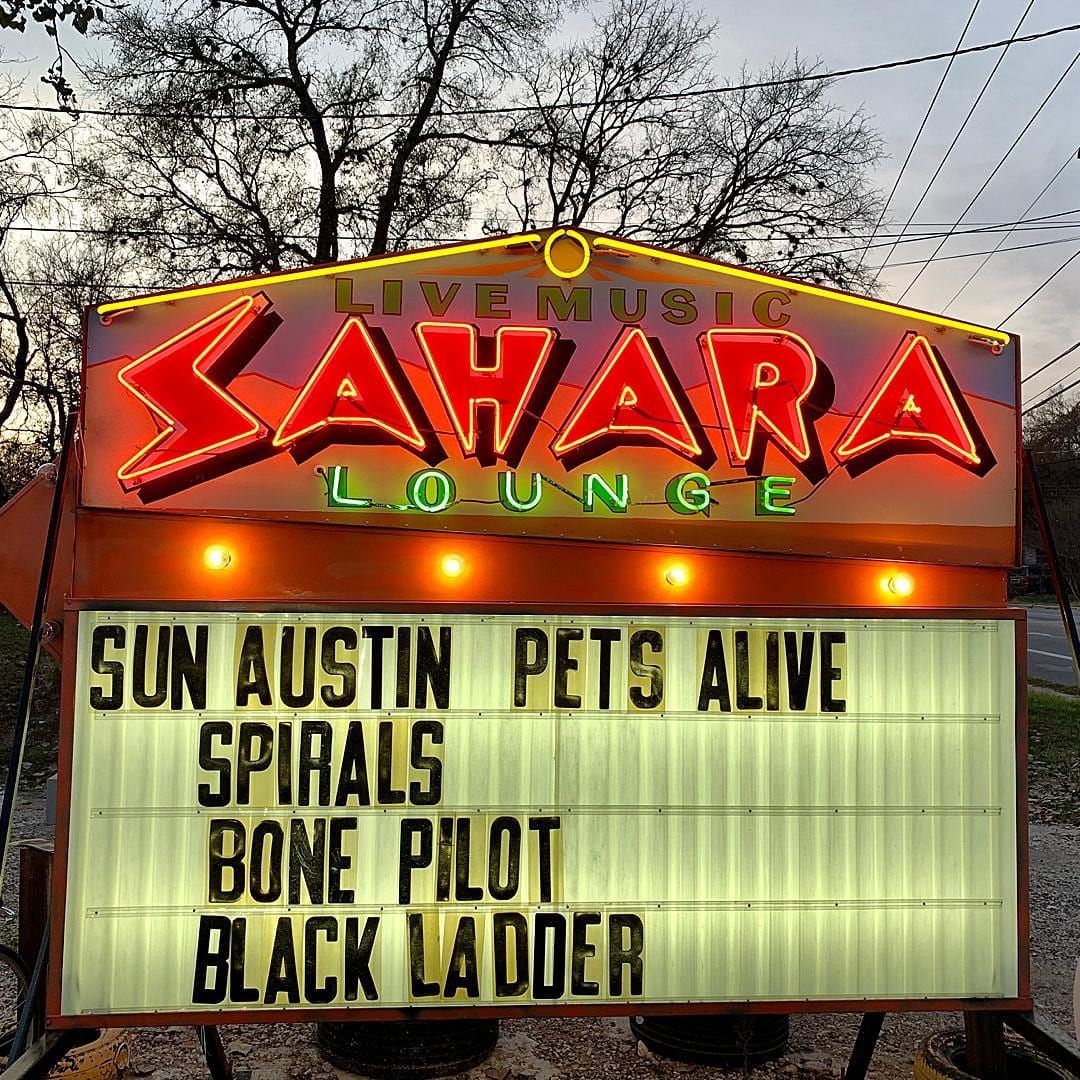 LIVE MUSIC
SAHARA
LOUNGE
SUN AUSTIN PETS ALIVE
SPIRALS
BONE PILOT
BLACK LADDER